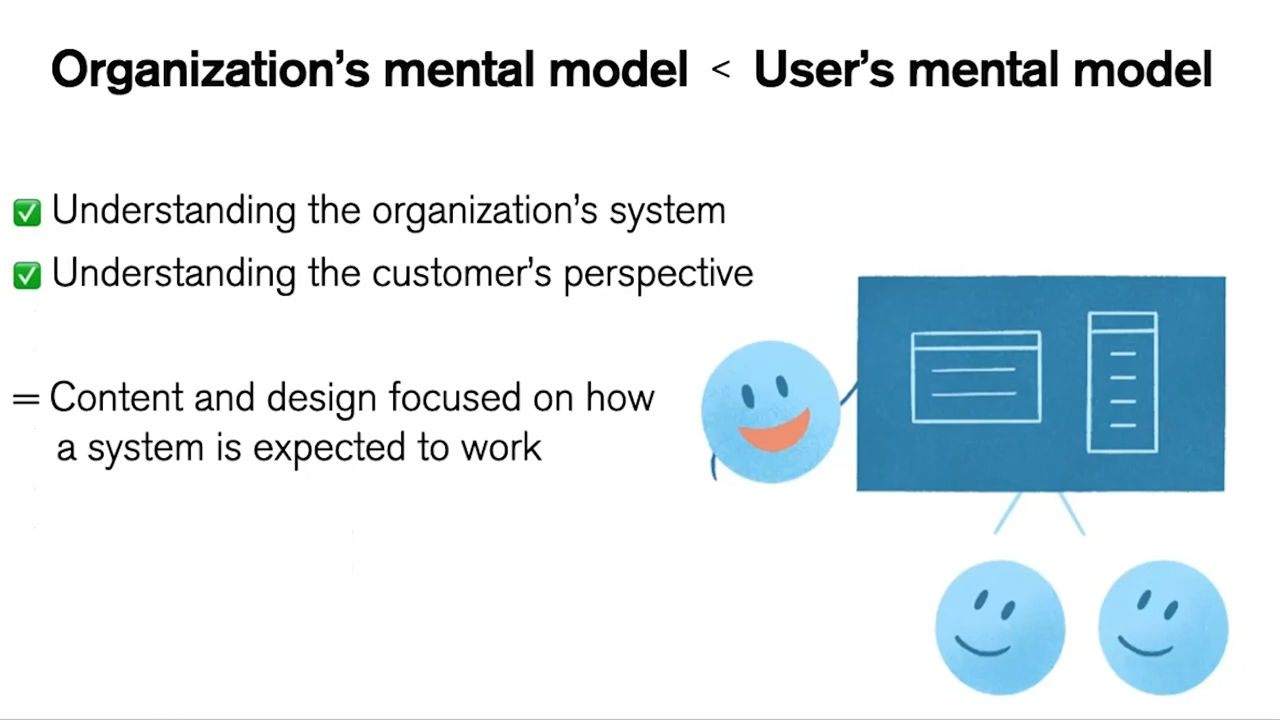 Organization’s mental model < User’s mental model
✅ Understanding the organization’s system
✅ Understanding the customer’s perspective
= Content and design focused on how
a system is expected to work